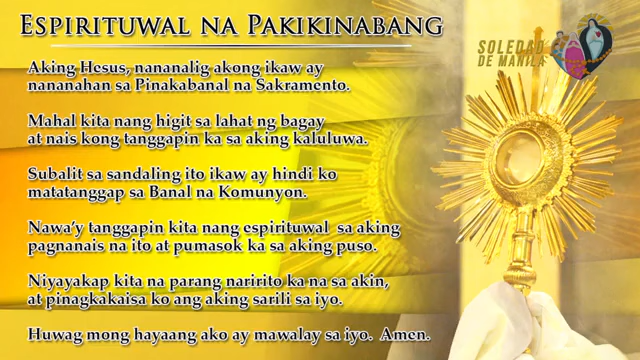 ESPIRITUWAL NA PAKIKINABANG
SOLEDAD
DE MANILA
Aking Hesus, nananalig akong ikaw ay
nananahan sa Pinakabanal na Sakramento.
Mahal kita nang higit sa lahat ng bagay
at nais kong tanggapin ka sa aking kaluluwa.
Subalit sa sandaling ito ikaw ay hindi ko
matatanggap sa Banal na Komunyon.
Nawa'y tanggapin kita nang espirituwal sa aking
pagnanais na ito at pumasok ka sa aking puso.
Niyayakap kita na parang naririto ka na sa akin,
at pinagkakaisa ko ang aking sarili sa iyo.
Huwag mong hayaang ako ay mawalay sa iyo. Amen.